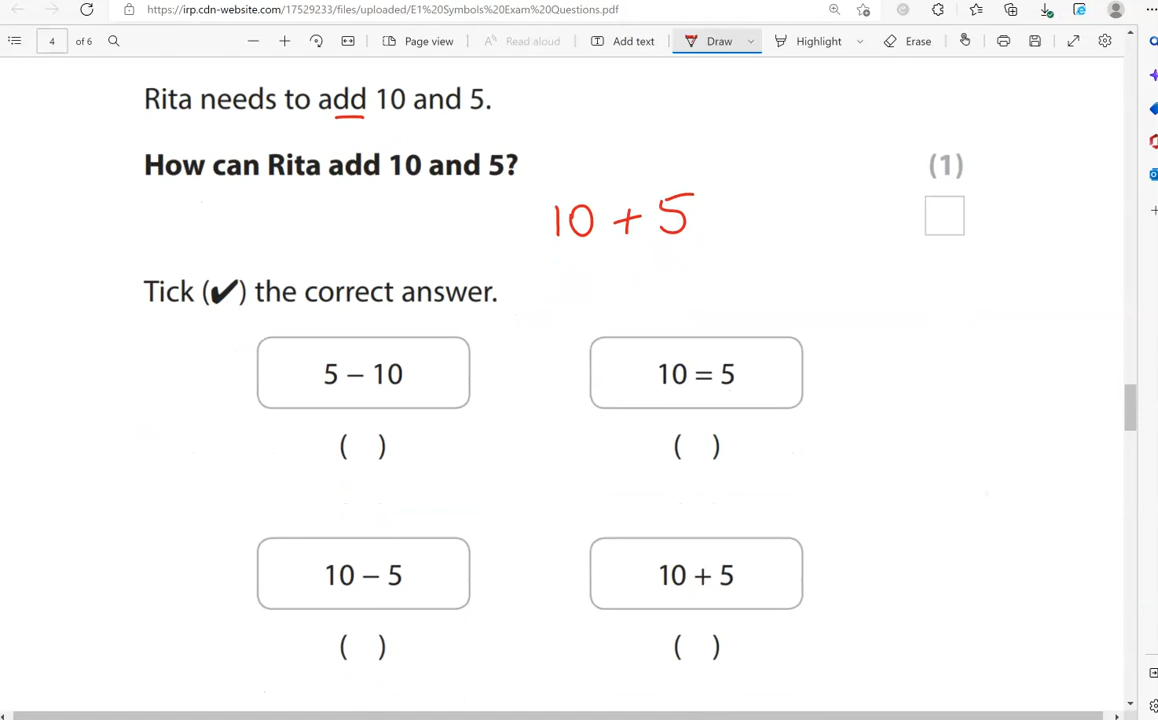 https://irp.cdn-website.com/17529233/files/uploaded/E1%20Symbols%20Exam%20Questions.pdf
4 of 6 Page view Read aloud Add text Draw Highlight Erase
Rita needs to add 10 and 5.
How can Rita add 10 and 5? (1)
10 + 5
Tick (✔) the correct answer.
5 – 10 10 = 5
( ) ( )
10 – 5 10 + 5
( ) ( )